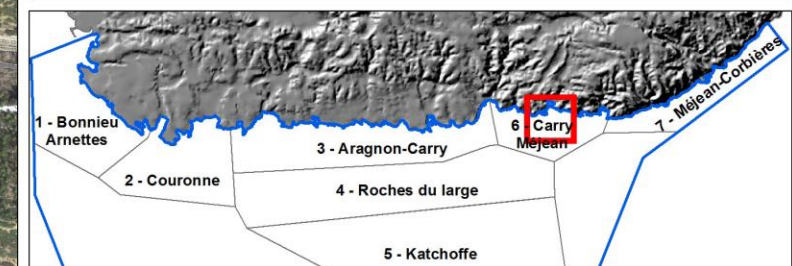 1 - Bonnieu
Arnettes
2 - Couronne
3 - Aragnon-Carry
4 - Roches du large
5 - Katchoffe
6 - Carry
Méjean
7 - Méjean-Corbières